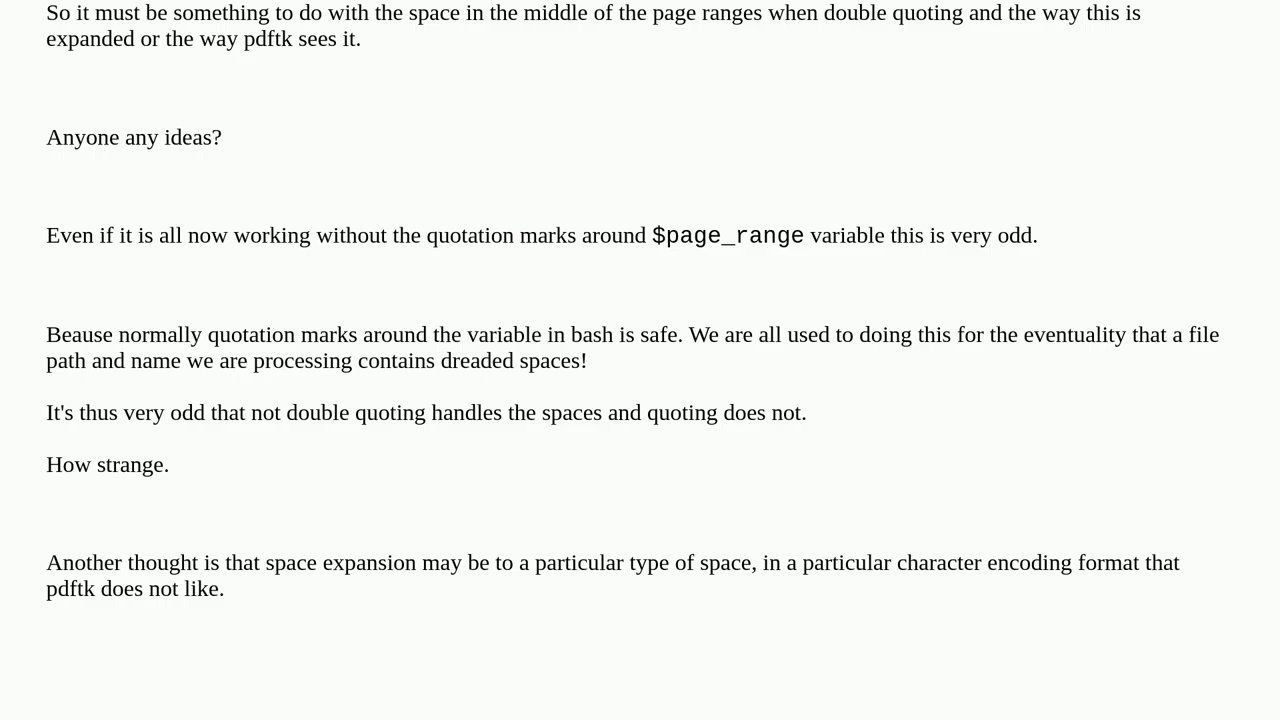 So it must be something to do with the space in the middle of the page ranges when double quoting and the way this is
expanded or the way pdftk sees it.
Anyone any ideas?
Even if it is all now working without the quotation marks around $page_range variable this is very odd.
Beause normally quotation marks around the variable in bash is safe. We are all used to doing this for the eventuality that a file
path and name we are processing contains dreaded spaces!
It's thus very odd that not double quoting handles the spaces and quoting does not.
How strange.
Another thought is that space expansion may be to a particular type of space, in a particular character encoding format that
pdftk does not like.